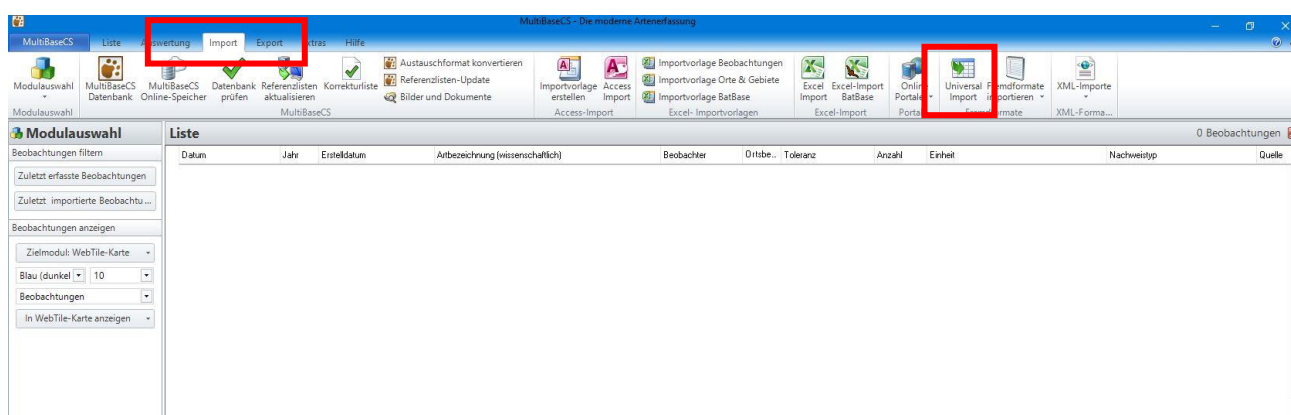 MultiBaseCS - Die moderne Artenerfassung
MultiBaseCS Liste Auswertung Import Export Extras Hilfe
Modulauswahl
MultiBaseCS Datenbank
MultiBaseCS Online-Speicher
Datenbank prüfen
Referenzlisten aktualisieren
Korrekturliste
Austauschformat konvertieren
Referenzlisten-Update
Bilder und Dokumente
Importvorlage erstellen
Access Import
Importvorlage Beobachtungen
Importvorlage Orte & Gebiete
Importvorlage BatBase
Excel Import
Excel-Import BatBase
Online Portale
Universal Import
Fremdformate importieren
XML-Importe
Modulauswahl MultiBaseCS Access-Import Excel- Importvorlagen Excel-Import Portal Fremdformate XML-Forma...
Modulauswahl Liste 0 Beobachtungen
Beobachtungen filtern
Datum Jahr Erstelldatum Artbezeichnung (wissenschaftlich) Beobachter Ortsbe... Toleranz Anzahl Einheit Nachweistyp Quelle
Zuletzt erfasste Beobachtungen
Zuletzt importierte Beobachtu...
Beobachtungen anzeigen
Zielmodul: WebTile-Karte
Blau (dunkel 10
Beobachtungen
In WebTile-Karte anzeigen